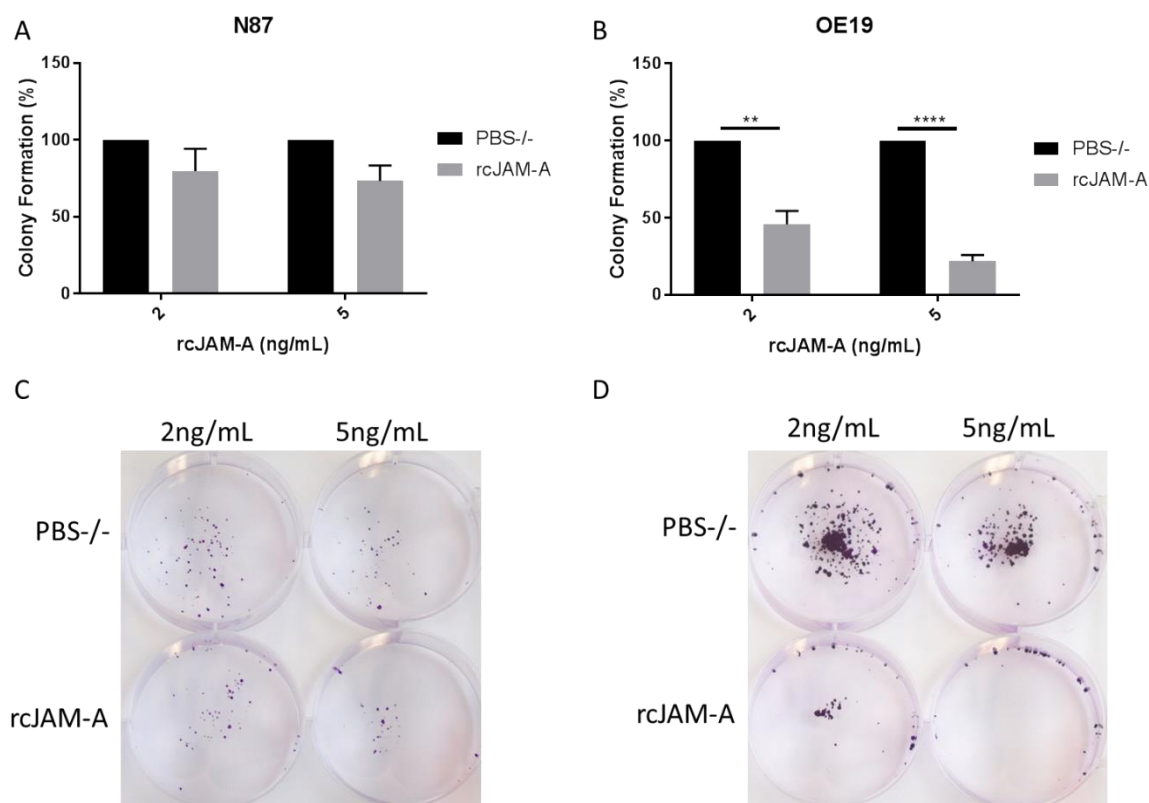 A
N87
150
100
50
0
Colony Formation (%)
PBS-/-
rcJAM-A
2
5
rcJAM-A (ng/mL)
B
OE19
150
100
50
0
Colony Formation (%)
**
****
PBS-/-
rcJAM-A
2
5
rcJAM-A (ng/mL)
C
2ng/mL 5ng/mL
PBS-/-
rcJAM-A
D
2ng/mL 5ng/mL
PBS-/-
rcJAM-A